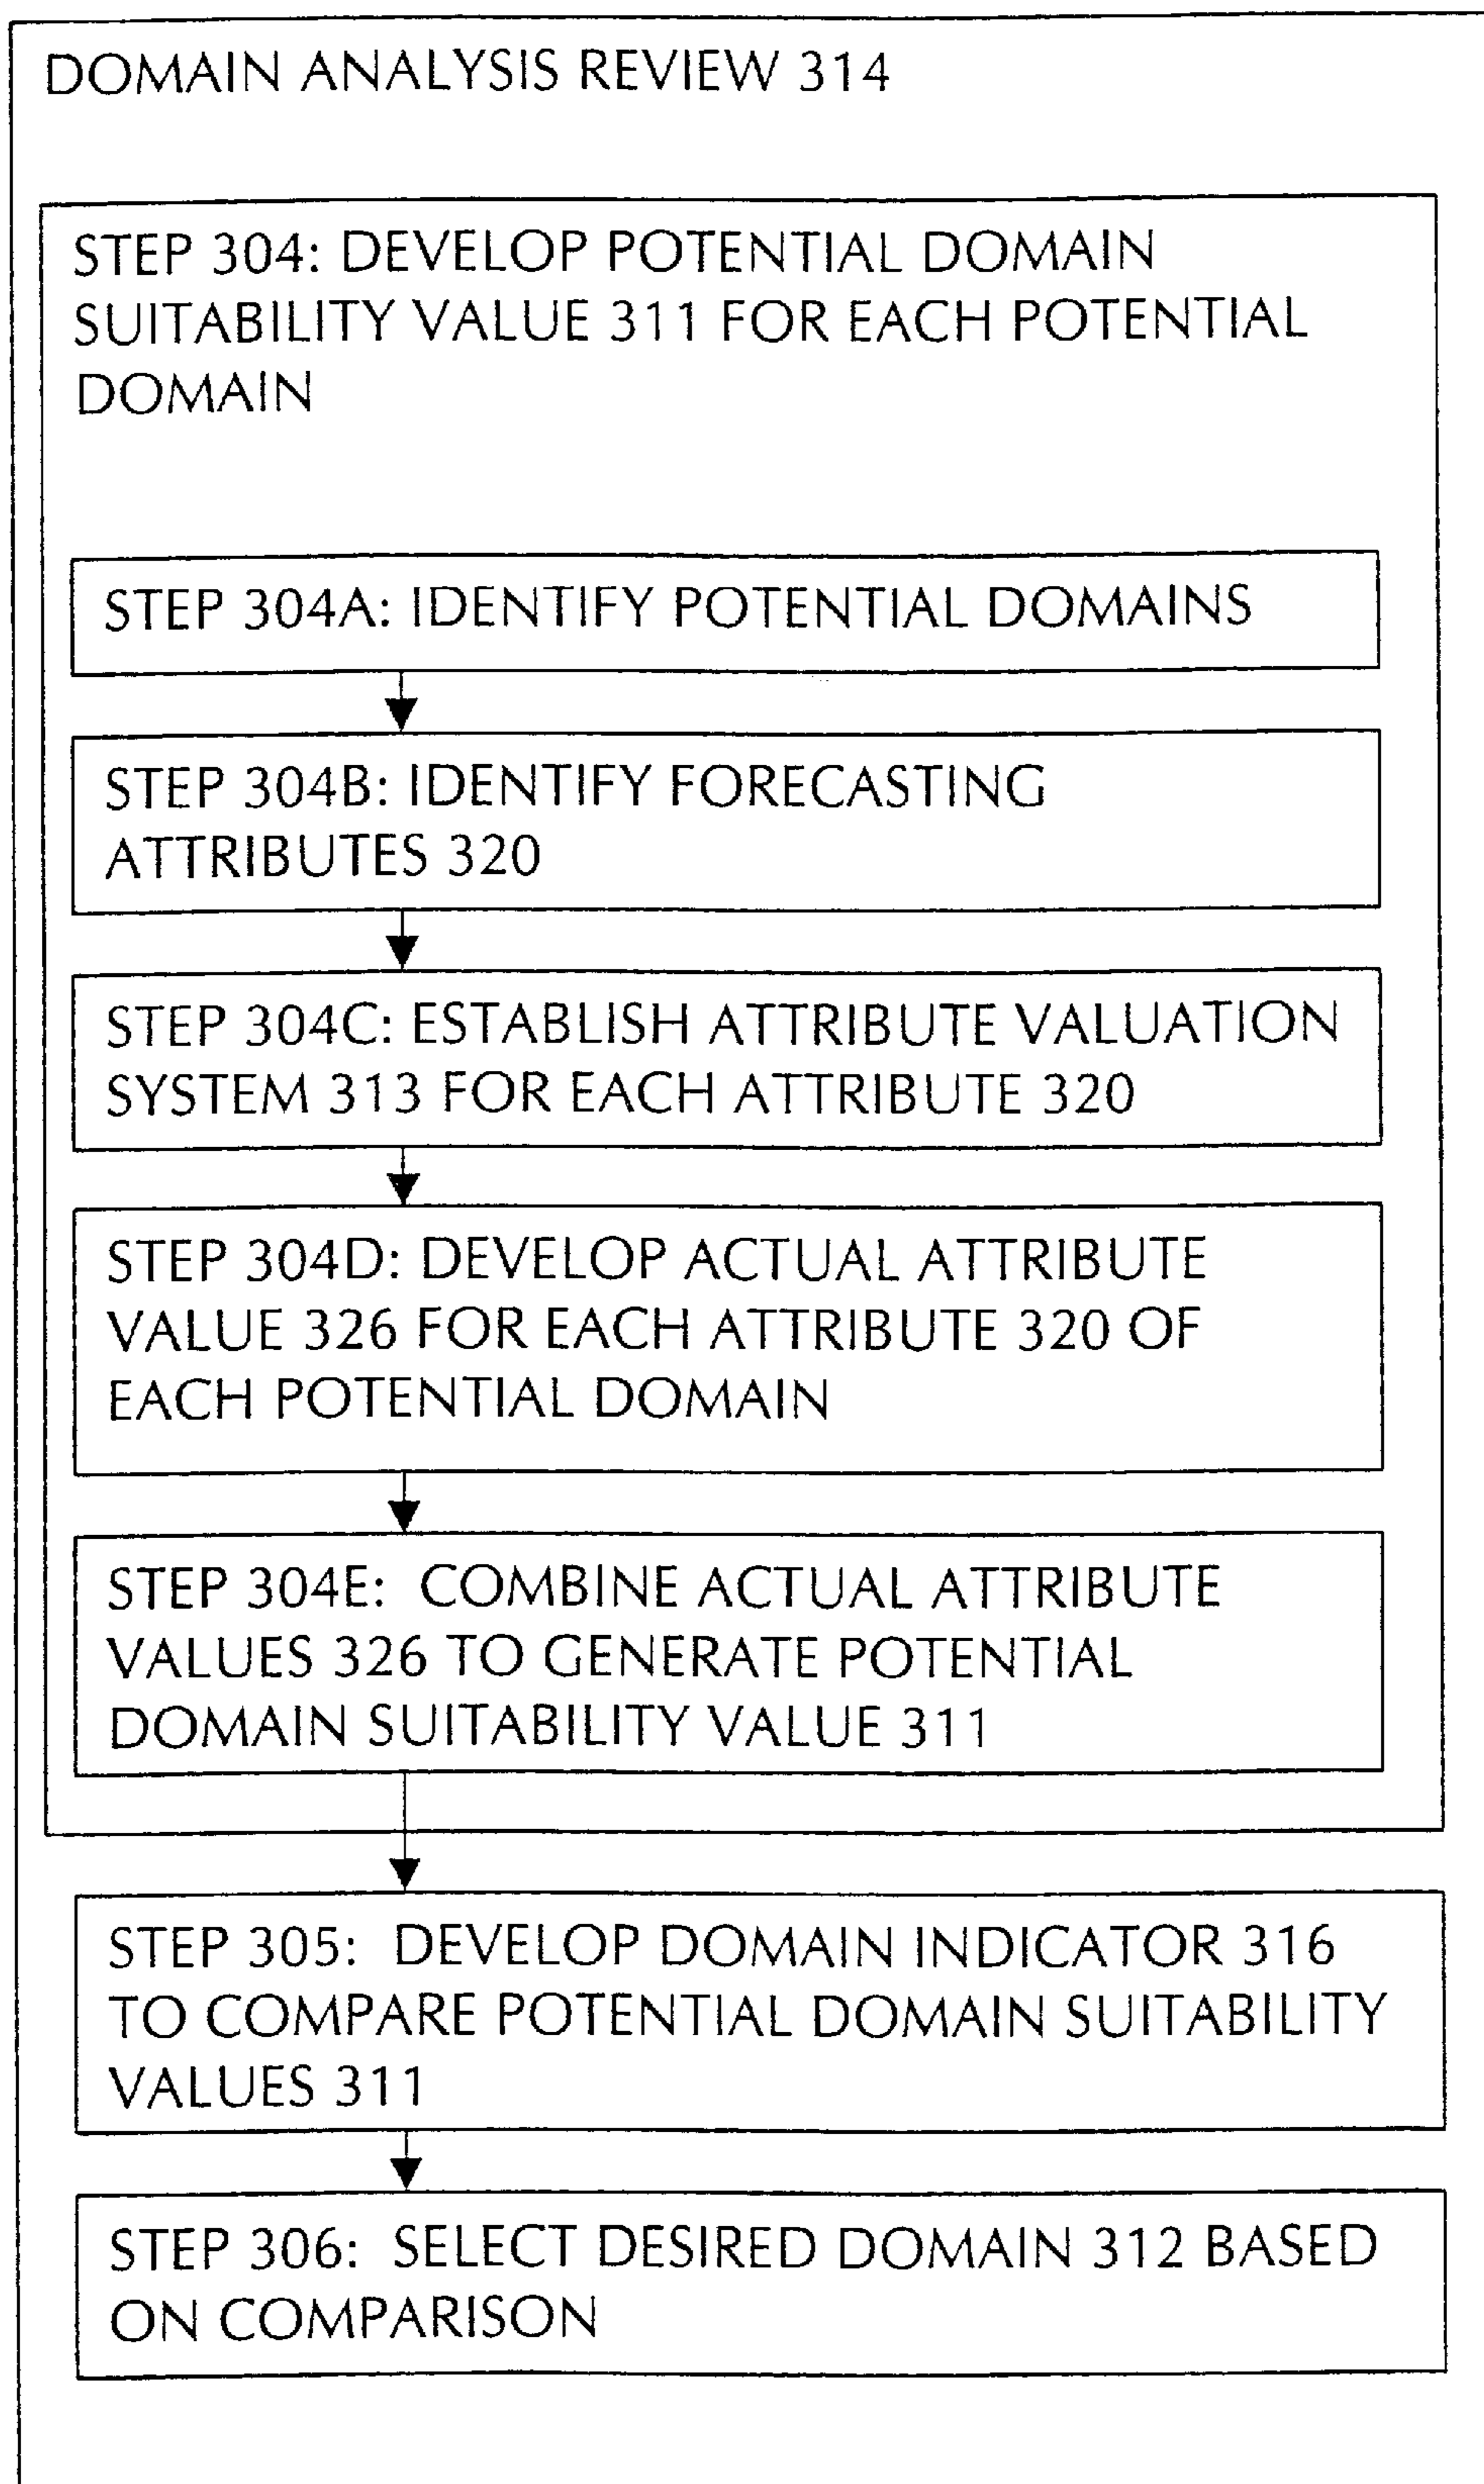 DOMAIN ANALYSIS REVIEW 314
STEP 304: DEVELOP POTENTIAL DOMAIN
SUITABILITY VALUE 311 FOR EACH POTENTIAL
DOMAIN
STEP 304A: IDENTIFY POTENTIAL DOMAINS
STEP 304B: IDENTIFY FORECASTING
ATTRIBUTES 320
STEP 304C: ESTABLISH ATTRIBUTE VALUATION
SYSTEM 313 FOR EACH ATTRIBUTE 320
STEP 304D: DEVELOP ACTUAL ATTRIBUTE
VALUE 326 FOR EACH ATTRIBUTE 320 OF
EACH POTENTIAL DOMAIN
STEP 304E: COMBINE ACTUAL ATTRIBUTE
VALUES 326 TO GENERATE POTENTIAL
DOMAIN SUITABILITY VALUE 311
STEP 305: DEVELOP DOMAIN INDICATOR 316
TO COMPARE POTENTIAL DOMAIN SUITABILITY
VALUES 311
STEP 306: SELECT DESIRED DOMAIN 312 BASED
ON COMPARISON